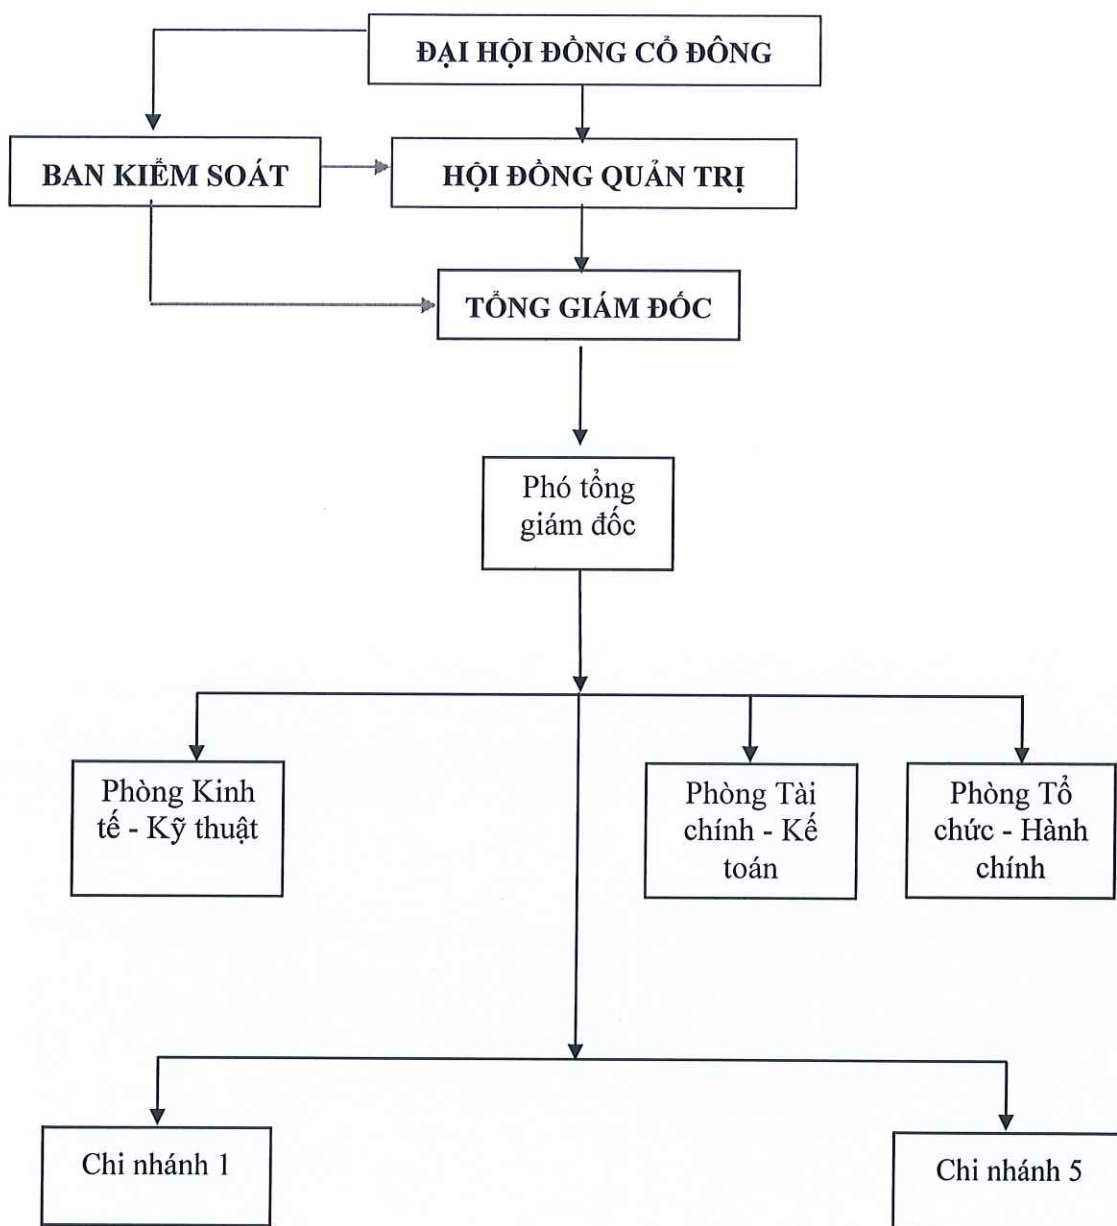 ĐẠI HỘI ĐỒNG CỔ ĐÔNG
BAN KIỂM SOÁT
HỘI ĐỒNG QUẢN TRỊ
TỔNG GIÁM ĐỐC
Phó tổng
giám đốc
Phòng Kinh
tế - Kỹ thuật
Phòng Tài
chính - Kế
toán
Phòng Tổ
chức - Hành
chính
Chi nhánh 1
Chi nhánh 5